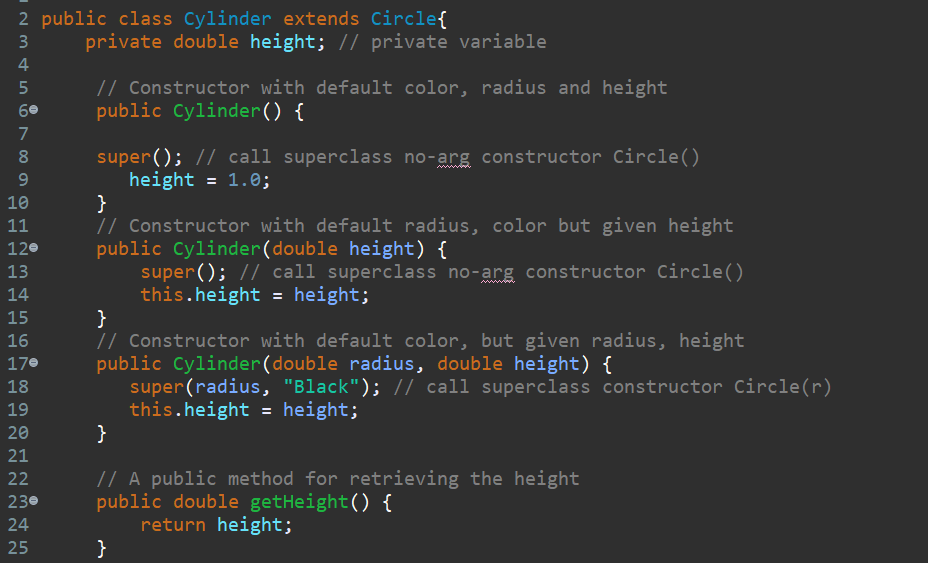 2 public class Cylinder extends Circle{
3 private double height; // private variable
4
5 // Constructor with default color, radius and height
6 public Cylinder() {
7
8 super(); // call superclass no-arg constructor Circle()
9 height = 1.0;
10 }
11 // Constructor with default radius, color but given height
12 public Cylinder(double height) {
13 super(); // call superclass no-arg constructor Circle()
14 this.height = height;
15 }
16 // Constructor with default color, but given radius, height
17 public Cylinder(double radius, double height) {
18 super(radius, "Black"); // call superclass constructor Circle(r)
19 this.height = height;
20 }
21
22 // A public method for retrieving the height
23 public double getHeight() {
24 return height;
25 }